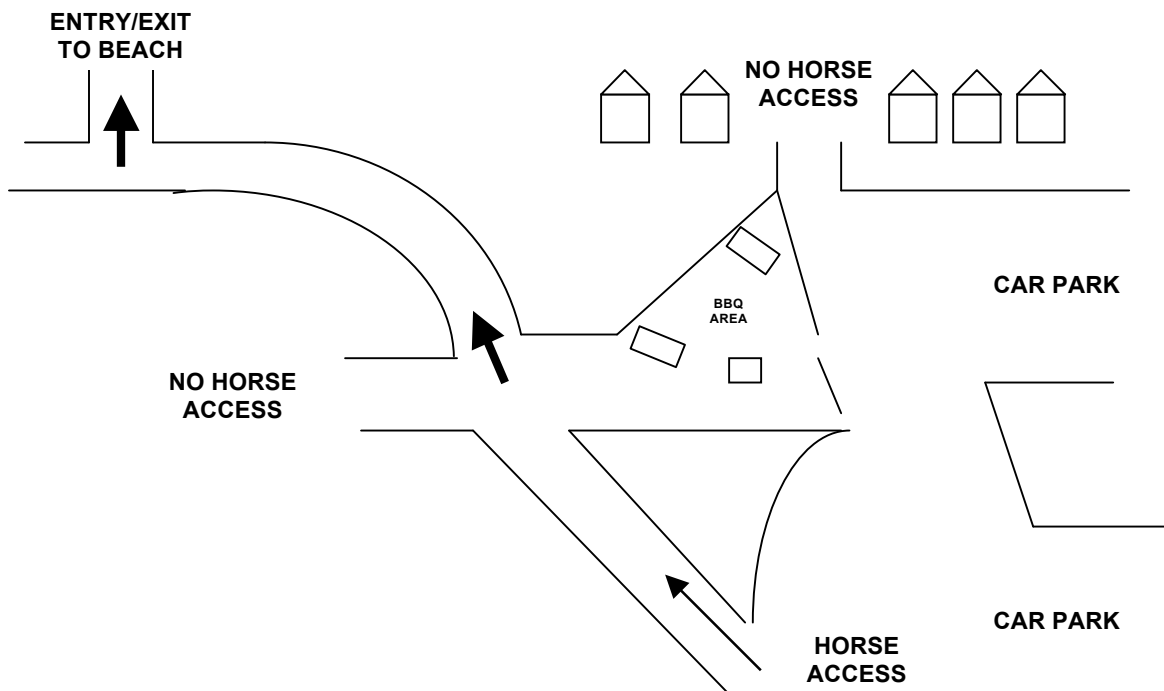 ENTRY/EXIT
TO BEACH
NO HORSE
ACCESS
CAR PARK
BBQ
AREA
NO HORSE
ACCESS
CAR PARK
HORSE
ACCESS